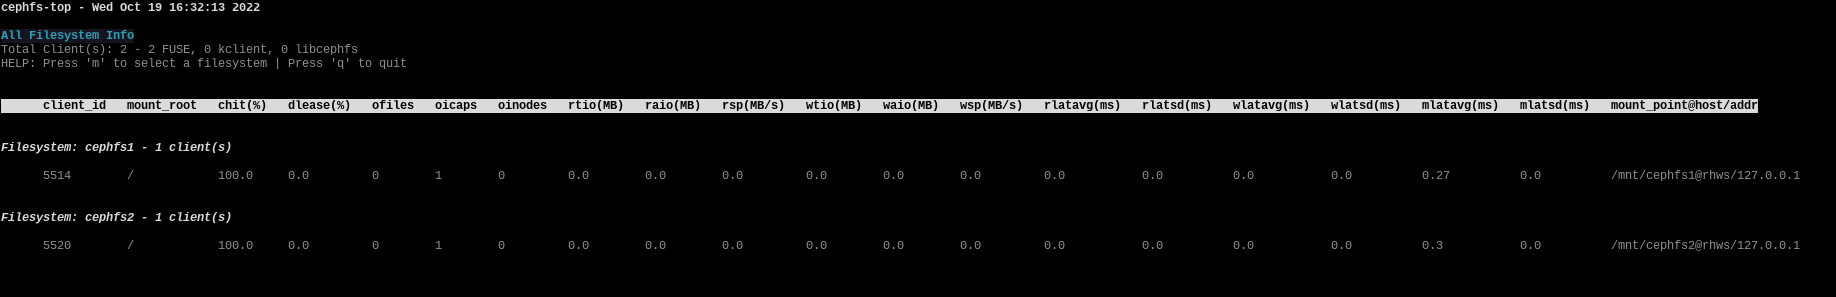 cephfs-top - Wed Oct 19 16:32:13 2022
All Filesystem Info
Total Client(s): 2 - 2 FUSE, 0 kclient, 0 libcephfs
HELP: Press 'm' to select a filesystem | Press 'q' to quit
client_id mount_root chit(%) dlease(%) ofiles oicaps oinodes rtio(MB) raio(MB) rsp(MB/s) wtio(MB) waio(MB) wsp(MB/s) rlatavg(ms) rlatsd(ms) wlatavg(ms) wlatsd(ms) mlatavg(ms) mlatsd(ms) mount_point@host/addr
Filesystem: cephfs1 - 1 client(s)
5514 / 100.0 0.0 0 1 0 0.0 0.0 0.0 0.0 0.0 0.0 0.0 0.0 0.0 0.0 0.27 0.0 /mnt/cephfs1@rhws/127.0.0.1
Filesystem: cephfs2 - 1 client(s)
5520 / 100.0 0.0 0 1 0 0.0 0.0 0.0 0.0 0.0 0.0 0.0 0.0 0.0 0.0 0.3 0.0 /mnt/cephfs2@rhws/127.0.0.1